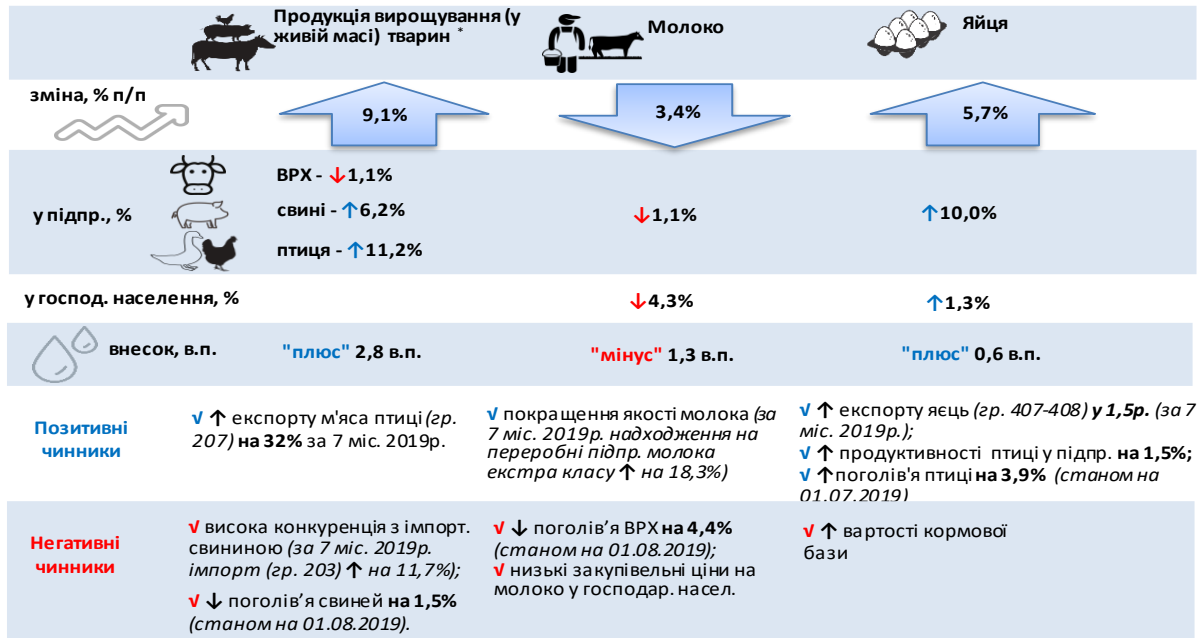 Продукція вирощування (у
живій масі) тварин *
Молоко
Яйця
зміна, % п/п
9,1%
3,4%
5,7%
у підпр., %
ВРХ - ↓1,1%
свині - ↑6,2%
птиця - ↑11,2%
↓1,1%
↑10,0%
у господ. населення, %
↓4,3%
↑1,3%
внесок, в.п.
"плюс" 2,8 в.п.
"мінус" 1,3 в.п.
"плюс" 0,6 в.п.
Позитивні
чинники
√ ↑ експорту м'яса птиці (гр.
207) на 32% за 7 міс. 2019р.
√ покращення якості молока (за
7 міс. 2019р. надходження на
переробні підпр. молока
екстра класу ↑ на 18,3%)
√ ↑ експорту яєць (гр. 407-408) у 1,5р. (за 7
міс. 2019р.);
√ ↑ продуктивності птиці у підпр. на 1,5%;
√ ↑поголів'я птиці на 3,9% (станом на
01.07.2019)
Негативні
чинники
√ висока конкуренція з імпорт.
свининою (за 7 міс. 2019р.
імпорт (гр. 203) ↑ на 11,7%);
√ ↓ поголів’я свиней на 1,5%
(станом на 01.08.2019).
√ ↓ поголів’я ВРХ на 4,4%
(станом на 01.08.2019);
√ низькі закупівельні ціни на
молоко у господар. насел.
√ ↑ вартості кормової
бази